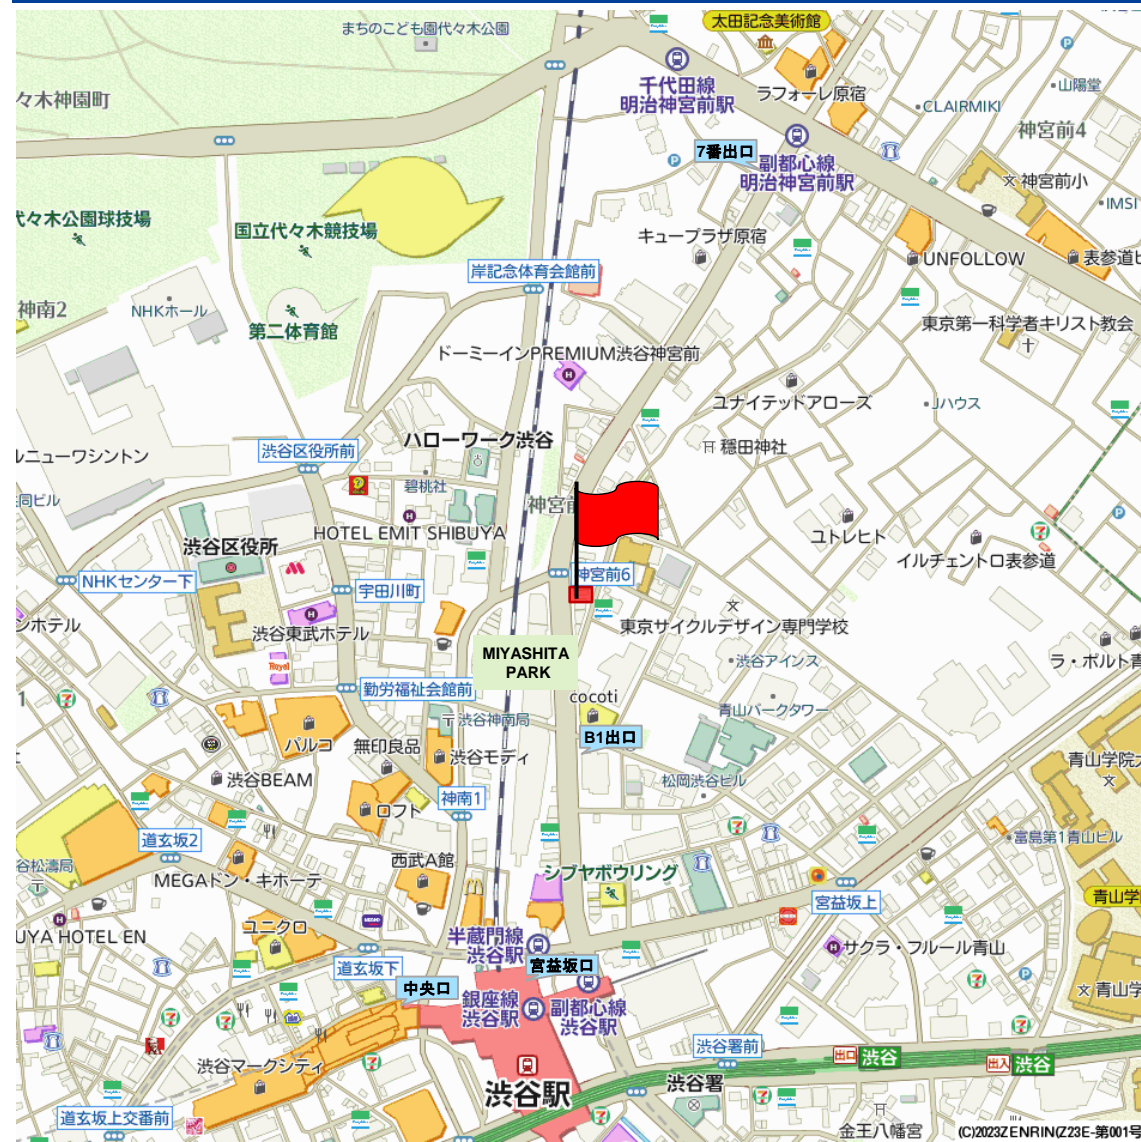 まちのこども園代々木公園
太田記念美術館
千代田線
明治神宮前駅
ラフォーレ原宿
山陽堂
CLAIRMIKI
々木神園町
神宮前4
7番出口
副都心線
明治神宮前駅
神宮前小
IMSI
代々木公園球技場
国立代々木競技場
キュープラザ原宿
UNFOLLOW
表参道ヒ
岸記念体育会館前
神南2
NHKホール
第二体育館
東京第一科学者キリスト教会
ドーミーインPREMIUM渋谷神宮前
ユナイテッドアローズ
Jハウス
ハローワーク渋谷
渋谷区役所前
穏田神社
ルニューワシントン
碧桃社
共同ビル
神宮前
HOTEL EMIT SHIBUYA
ユトレヒト
渋谷区役所
イルチェントロ表参道
NHKセンター下
宇田川町
神宮前6
ンホテル
渋谷東武ホテル
東京サイクルデザイン専門学校
MIYASHITA
PARK
渋谷アインス
ラ・ポルト青
Royal
勤労福祉会館前
1
cocoti
渋谷神南局
青山パークタワー
パルコ
無印良品
B1出口
渋谷モディ
青山学院大
渋谷BEAM
松岡渋谷ビル
神南1
ロフト
道玄坂2
富島第1青山ビル
谷松濤局
西武A館
シブヤボウリング
MEGAドン・キホーテ
宮益坂上
青山学
UYA HOTEL EN
ユニクロ
半蔵門線
渋谷駅
サクラ・フルール青山
道玄坂下
宮益坂口
中央口
銀座線
渋谷駅
副都心線
渋谷駅
青山学
渋谷署前
渋谷マークシティ
出口 渋谷
出入 渋谷
渋谷駅
渋谷署
道玄坂上交番前
金王八幡宮
(C)2023ZENRIN(Z23E-第001号